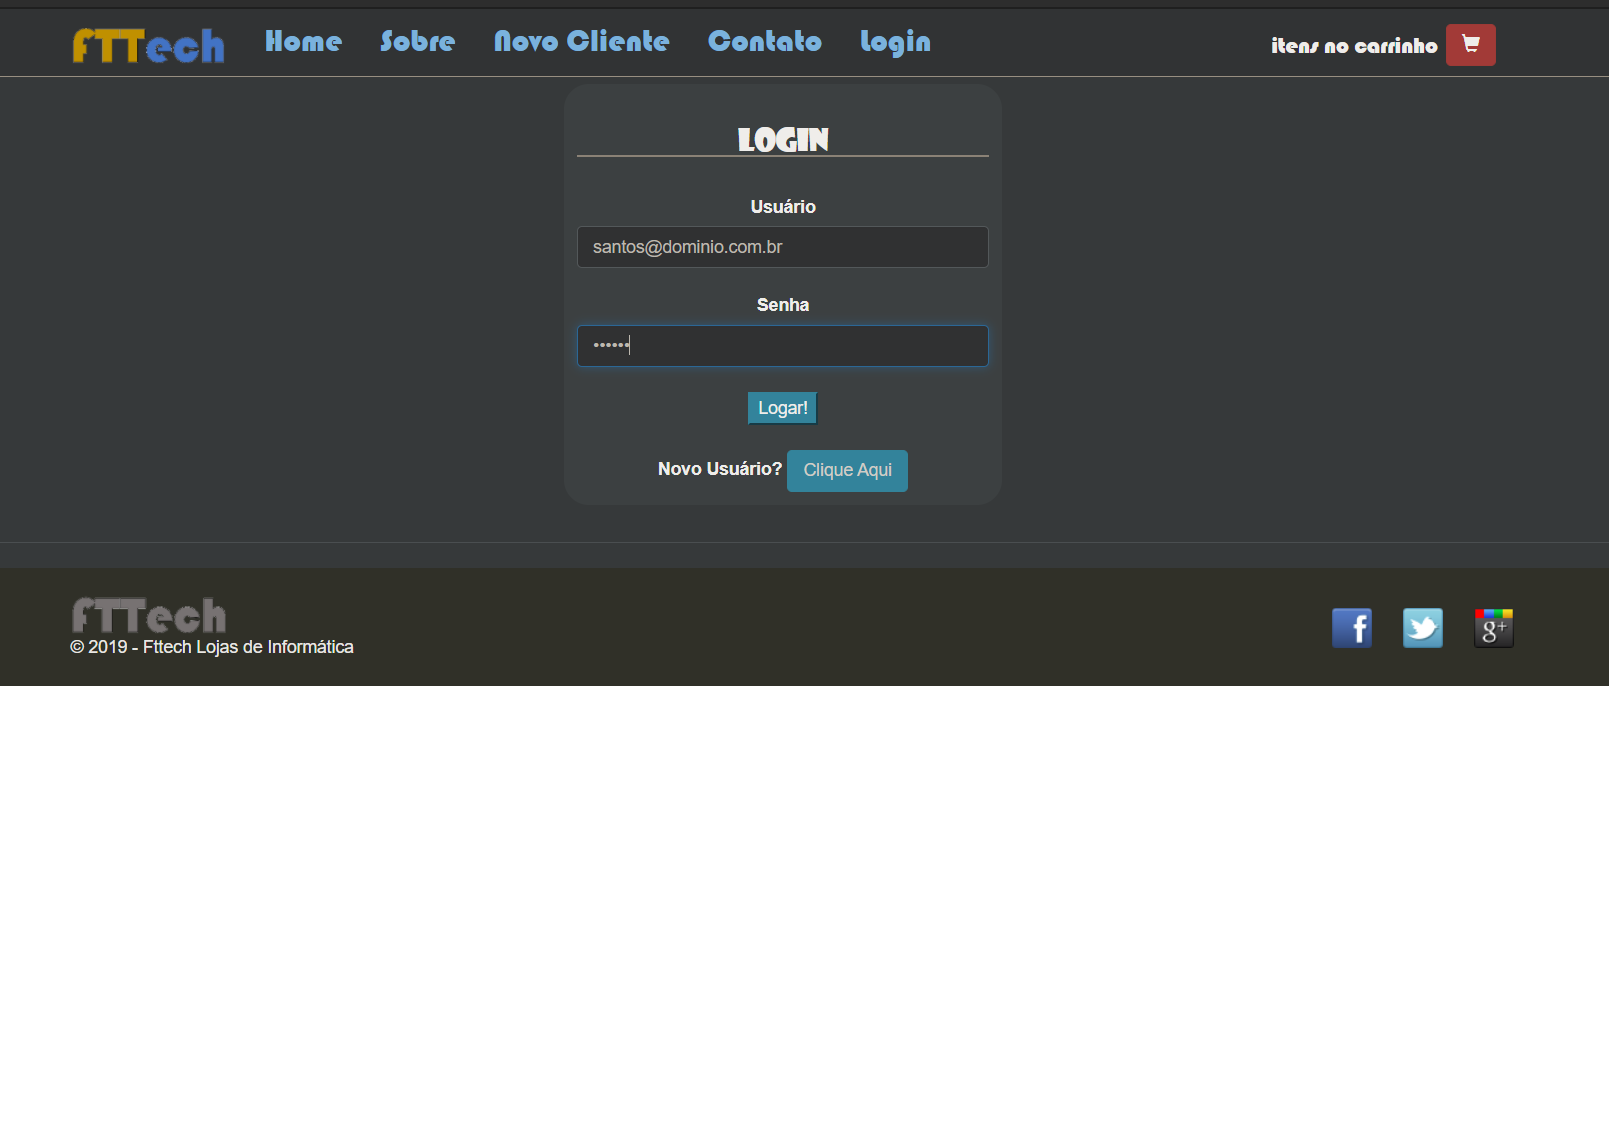 fTTech Home Sobre Novo Cliente Contato Login itens no carrinho
LOGIN
Usuário
santos@dominio.com.br
Senha
••••••
Logar!
Novo Usuário? Clique Aqui
fTTech
© 2019 - Fttech Lojas de Informática
f g+